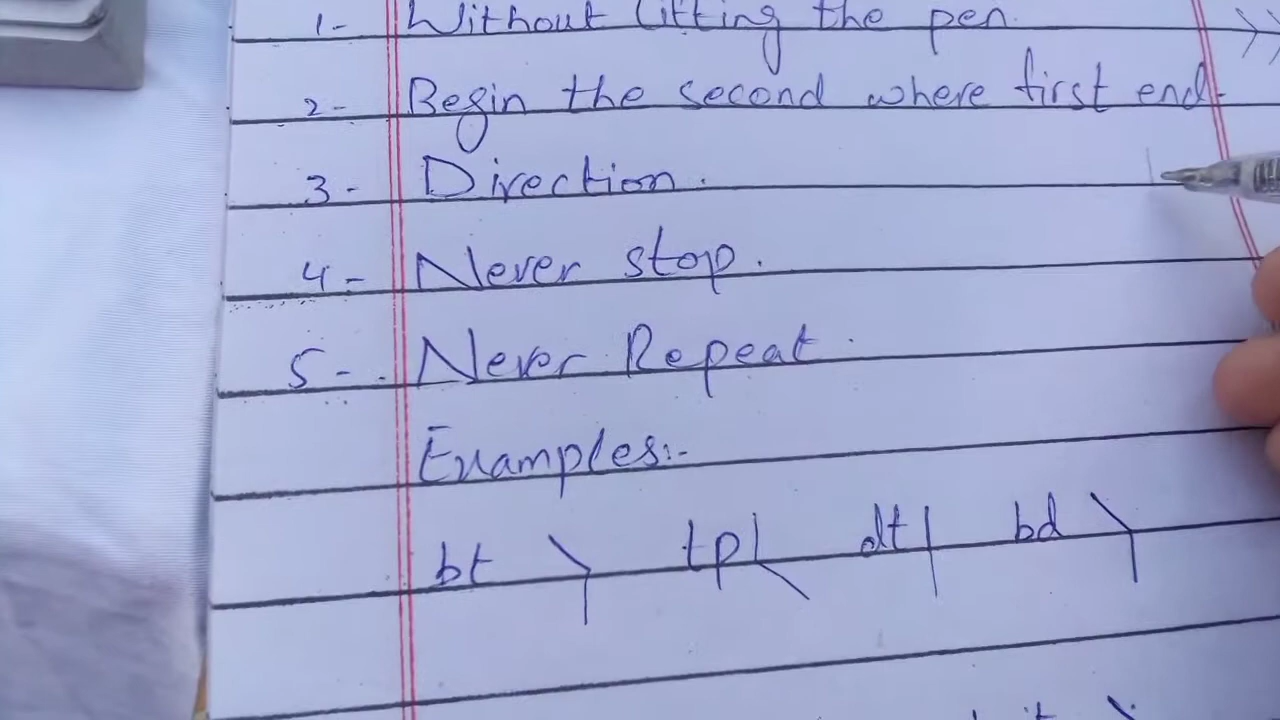 1- Without lifting the pen.
2- Begin the second where first end.
3- Direction.
4- Never stop.
5- Never Repeat.
Examples:-
bt tp dt bd